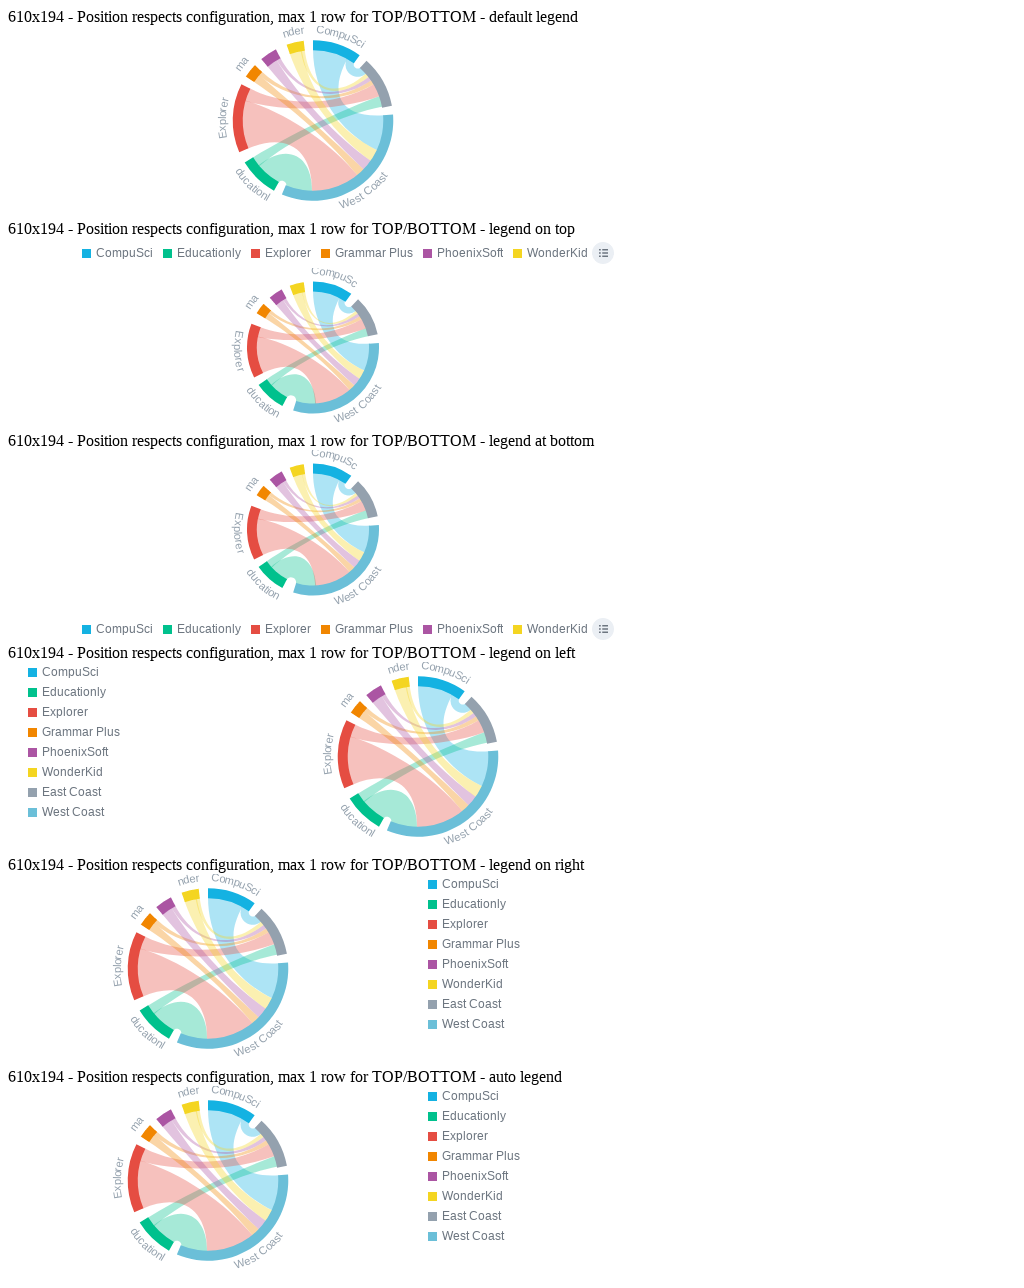 610x194 - Position respects configuration, max 1 row for TOP/BOTTOM - default legend
nder CompuSci
ma
Explorer
ducationl
West Coast
610x194 - Position respects configuration, max 1 row for TOP/BOTTOM - legend on top
CompuSci Educationly Explorer Grammar Plus PhoenixSoft WonderKid
CompuSc
ma
Explorer
ducation
West Coast
610x194 - Position respects configuration, max 1 row for TOP/BOTTOM - legend at bottom
CompuSc
ma
Explorer
ducation
West Coast
CompuSci Educationly Explorer Grammar Plus PhoenixSoft WonderKid
610x194 - Position respects configuration, max 1 row for TOP/BOTTOM - legend on left
CompuSci
Educationly
Explorer
Grammar Plus
PhoenixSoft
WonderKid
East Coast
West Coast
nder CompuSci
ma
Explorer
ducationl
West Coast
610x194 - Position respects configuration, max 1 row for TOP/BOTTOM - legend on right
nder CompuSci
ma
Explorer
ducationl
West Coast
CompuSci
Educationly
Explorer
Grammar Plus
PhoenixSoft
WonderKid
East Coast
West Coast
610x194 - Position respects configuration, max 1 row for TOP/BOTTOM - auto legend
nder CompuSci
ma
Explorer
ducationl
West Coast
CompuSci
Educationly
Explorer
Grammar Plus
PhoenixSoft
WonderKid
East Coast
West Coast